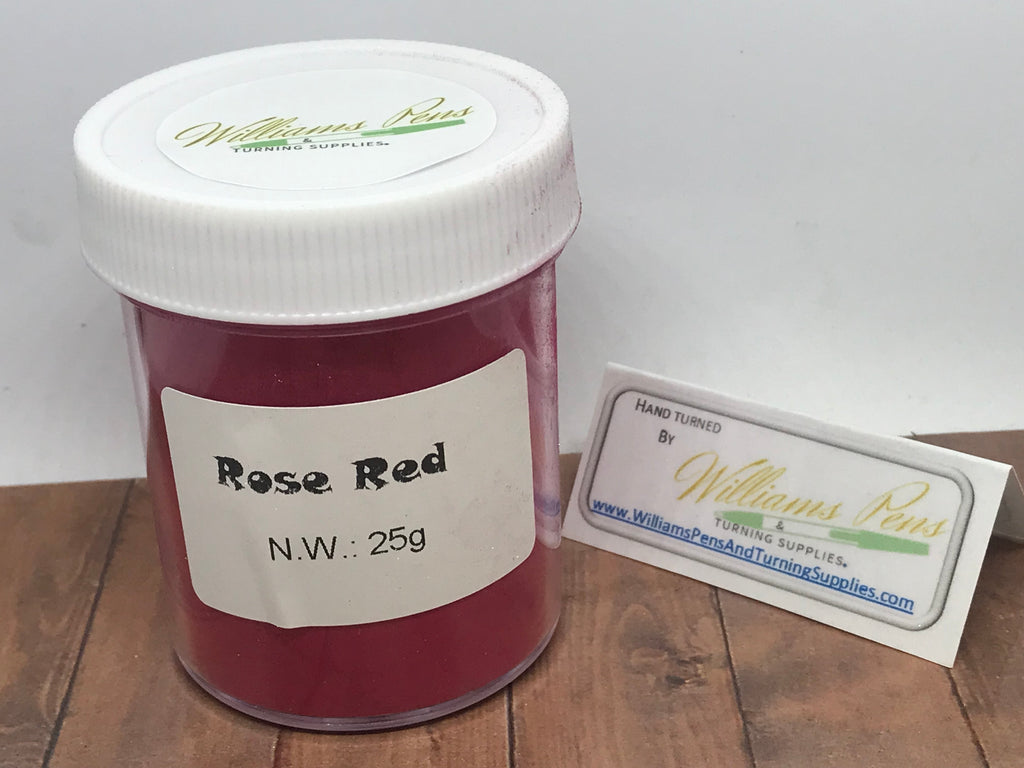 Williams Pens
&
TURNING SUPPLIES.
Rose Red
N.W.: 25g
HAND TURNED
BY
Williams Pens
&
TURNING SUPPLIES.
www.WilliamsPensAndTurningSupplies.com